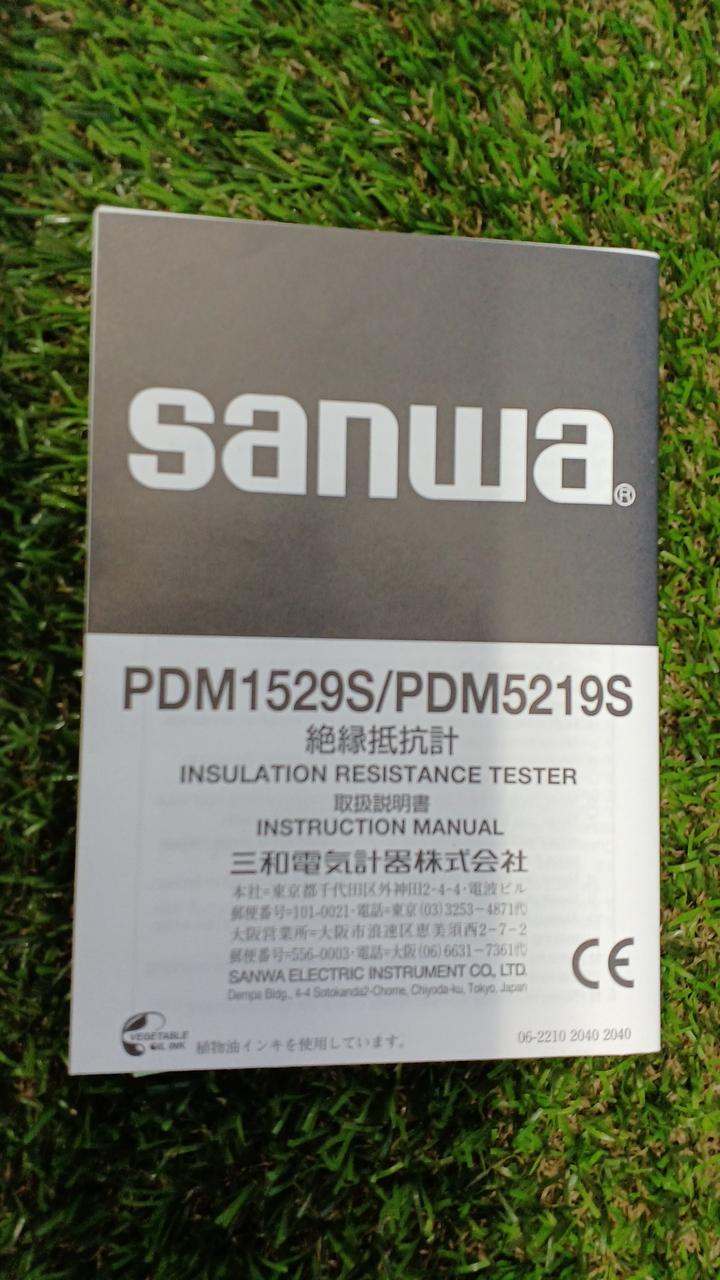 sanwa®
PDM1529S/PDM5219S
絶縁抵抗計
INSULATION RESISTANCE TESTER
取扱説明書
INSTRUCTION MANUAL
三和電気計器株式会社
本社=東京都千代田区外神田2-4-4・電波ビル
郵便番号=101-0021・電話=東京(03)3253-4871代
大阪営業所=大阪市浪速区恵美須西2-7-2
郵便番号=556-0003・電話=大阪(06)6631-7361代
SANWA ELECTRIC INSTRUMENT CO., LTD.
Dempa Bldg., 4-4 Sotokanda2-Chome, Chiyoda-ku, Tokyo, Japan
CE
VEGETABLE
OIL INK
植物油インキを使用しています。
06-2210 2040 2040